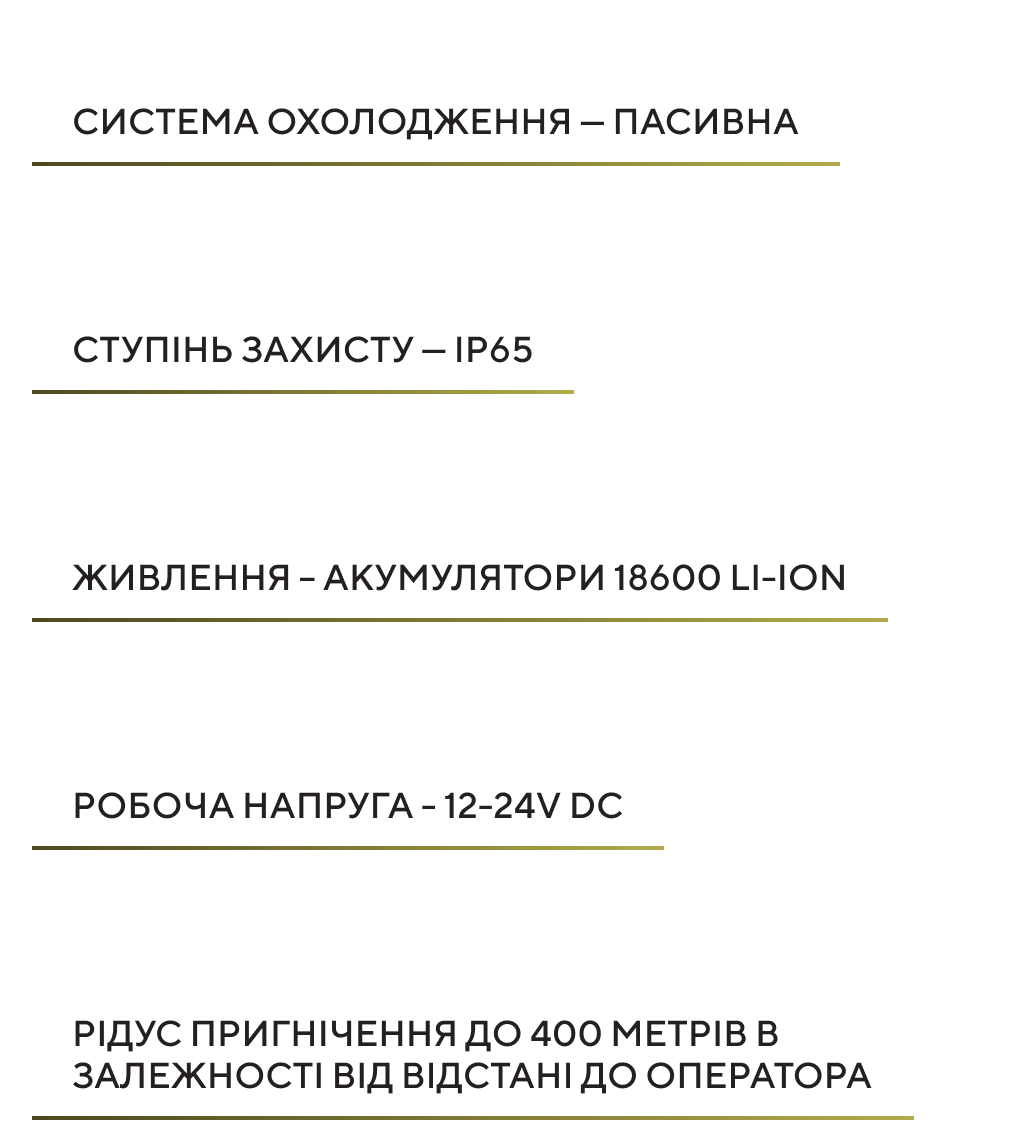 СИСТЕМА ОХОЛОДЖЕННЯ — ПАСИВНА
СТУПІНЬ ЗАХИСТУ — IP65
ЖИВЛЕННЯ – АКУМУЛЯТОРИ 18600 LI-ION
РОБОЧА НАПРУГА - 12-24V DC
РІДУС ПРИГНІЧЕННЯ ДО 400 МЕТРІВ В
ЗАЛЕЖНОСТІ ВІД ВІДСТАНІ ДО ОПЕРАТОРА